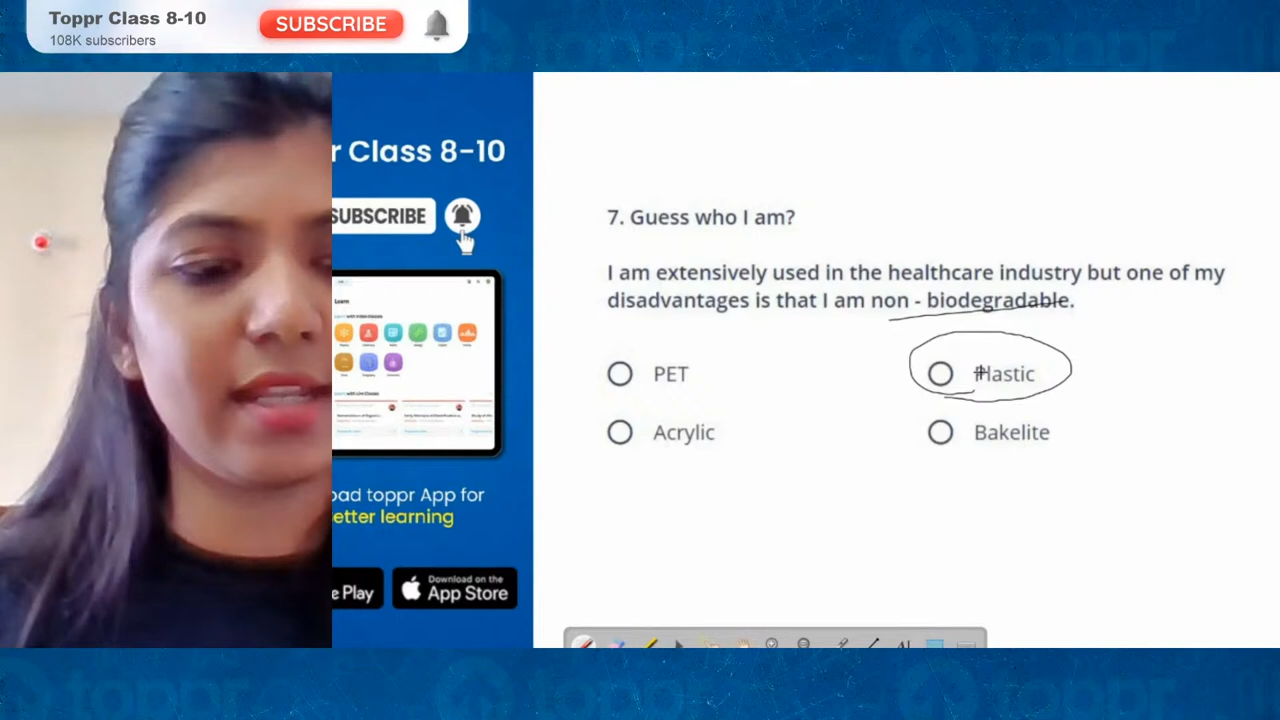 Toppr Class 8-10
108K subscribers
SUBSCRIBE
r Class 8-10
SUBSCRIBE
Learn
oad toppr App for
etter learning
e Play
Download on the
App Store
7. Guess who I am?
I am extensively used in the healthcare industry but one of my
disadvantages is that I am non - biodegradable.
PET
Plastic
Acrylic
Bakelite
toppr